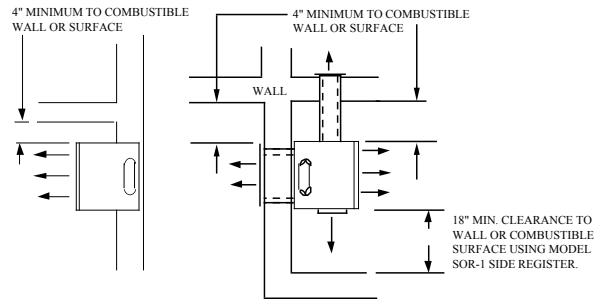 4" MINIMUM TO COMBUSTIBLE
WALL OR SURFACE
4" MINIMUM TO COMBUSTIBLE
WALL OR SURFACE
WALL
18" MIN. CLEARANCE TO
WALL OR COMBUSTIBLE
SURFACE USING MODEL
SOR-1 SIDE REGISTER.